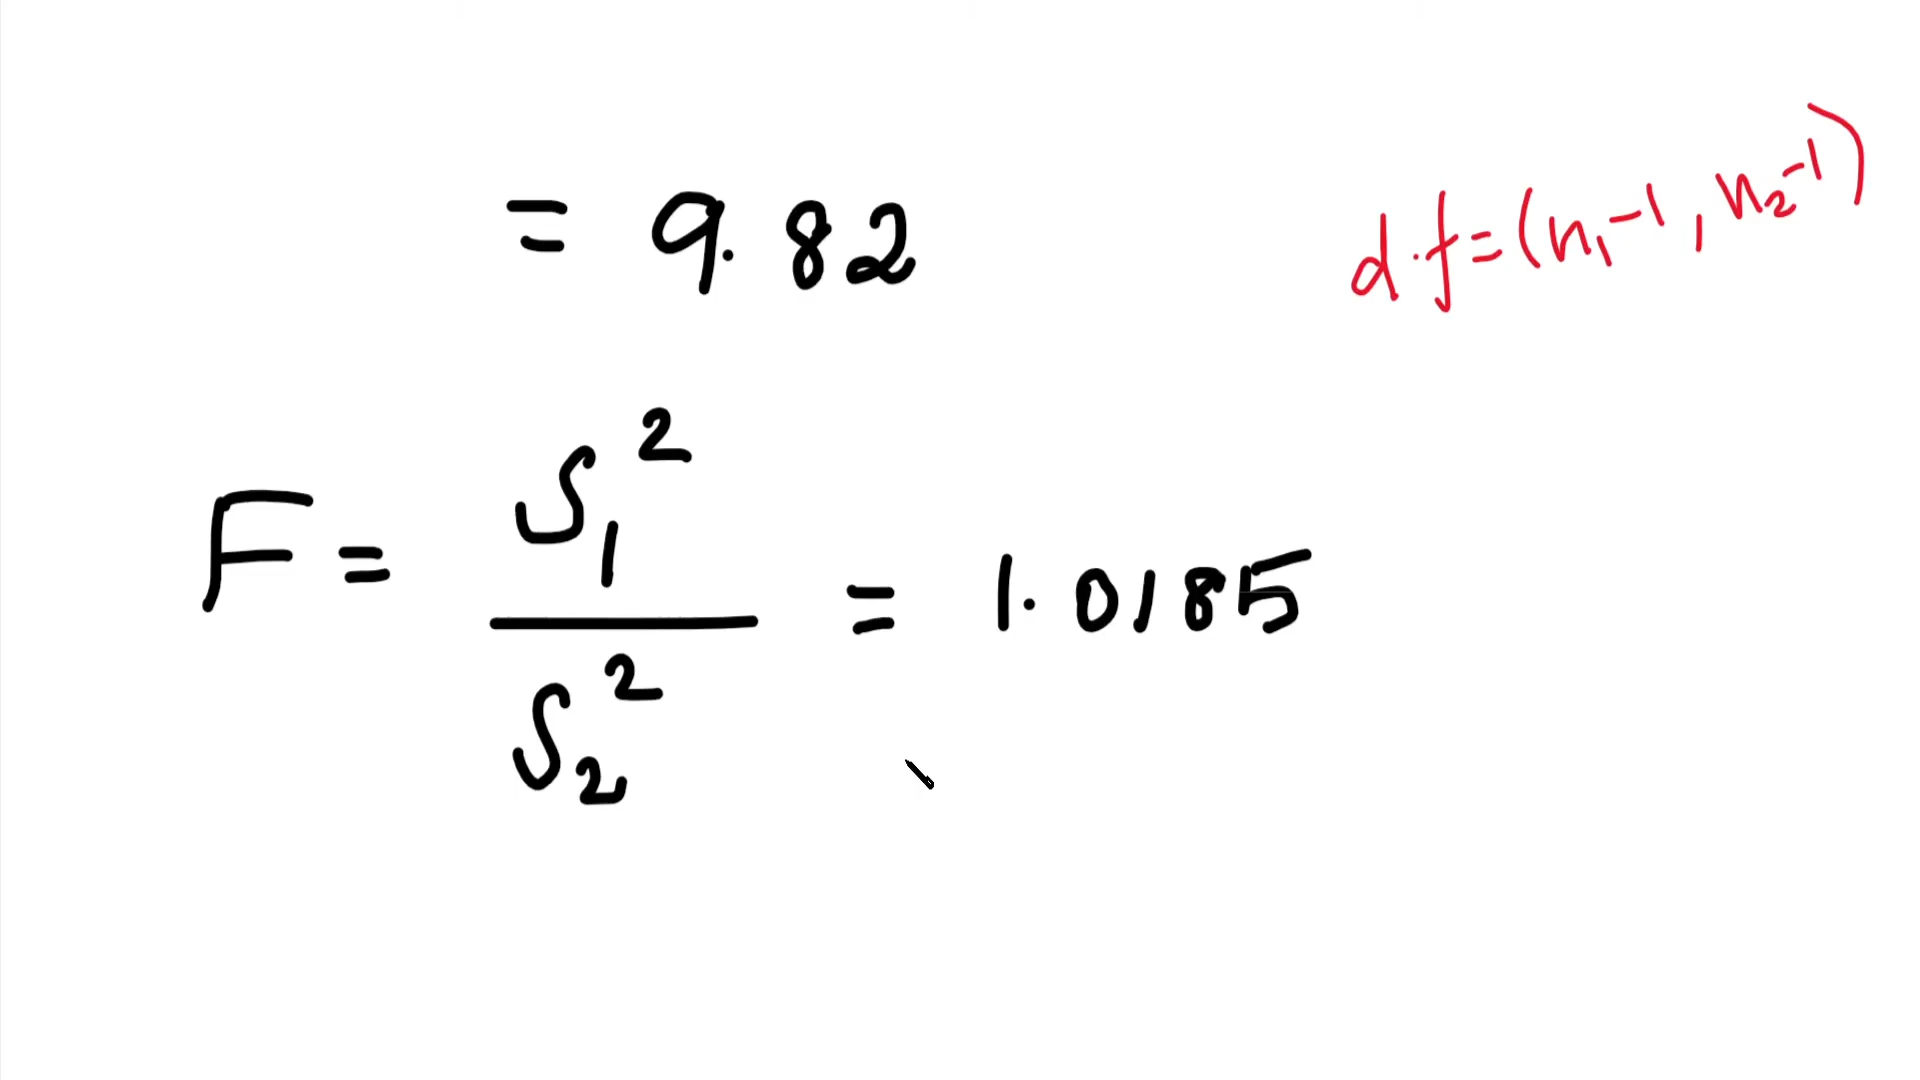 = 9.82
d.f = (n₁-1, n₂-1)
F = S₁² / S₂² = 1.0185